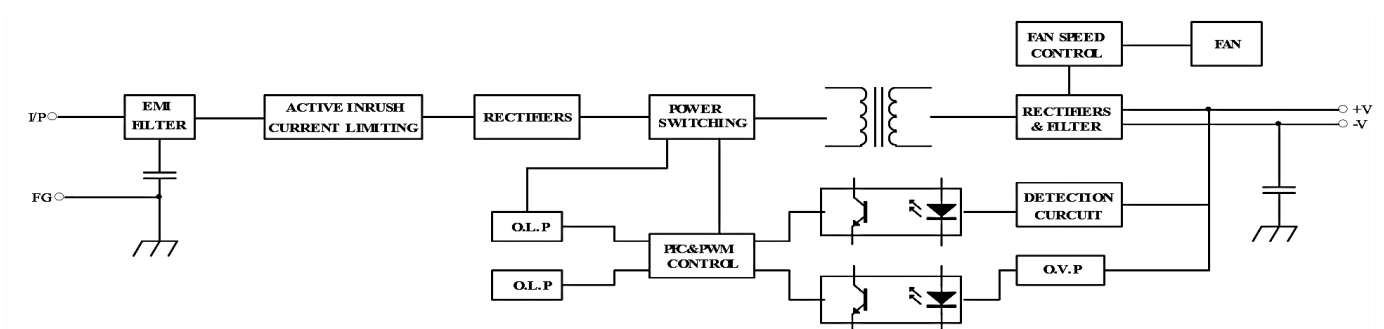 FAN SPEED
CONTROL
FAN
I/P
EMI
FILTER
ACTIVE INRUSH
CURRENT LIMITING
RECTIFIERS
POWER
SWITCHING
RECTIFIERS
& FILTER
+V
-V
FG
DETECTION
CURCUIT
O.L.P
PFC&PWM
CONTROL
O.L.P
O.V.P